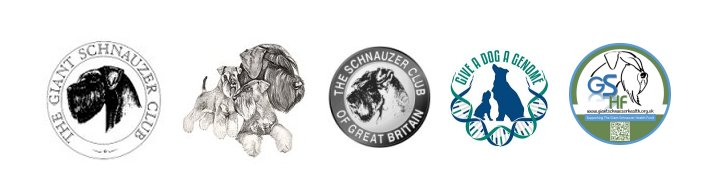 THE GIANT SCHNAUZER CLUB
THE SCHNAUZER CLUB
OF GREAT BRITAIN
GIVE A DOG A GENOME
GS
HF
www.giantschnauzerhealth.org.uk
Supporting The Giant Schnauzer Health Fund